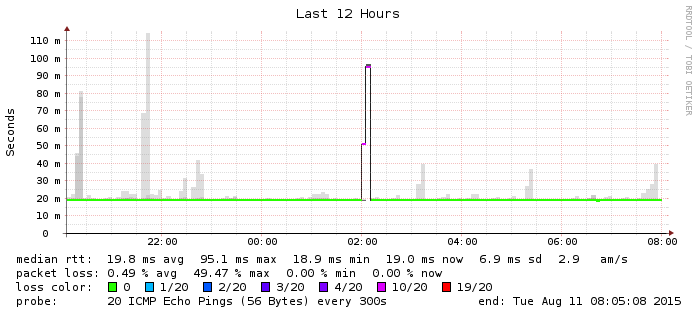 Last 12 Hours
RRDTOOL / TOBI OETIKER
Seconds
110 m
100 m
90 m
80 m
70 m
60 m
50 m
40 m
30 m
20 m
10 m
0
22:00 00:00 02:00 04:00 06:00 08:00
median rtt: 19.8 ms avg 95.1 ms max 18.9 ms min 19.0 ms now 6.9 ms sd 2.9 am/s
packet loss: 0.49 % avg 49.47 % max 0.00 % min 0.00 % now
loss color: 0 1/20 2/20 3/20 4/20 10/20 19/20
probe: 20 ICMP Echo Pings (56 Bytes) every 300s end: Tue Aug 11 08:05:08 2015